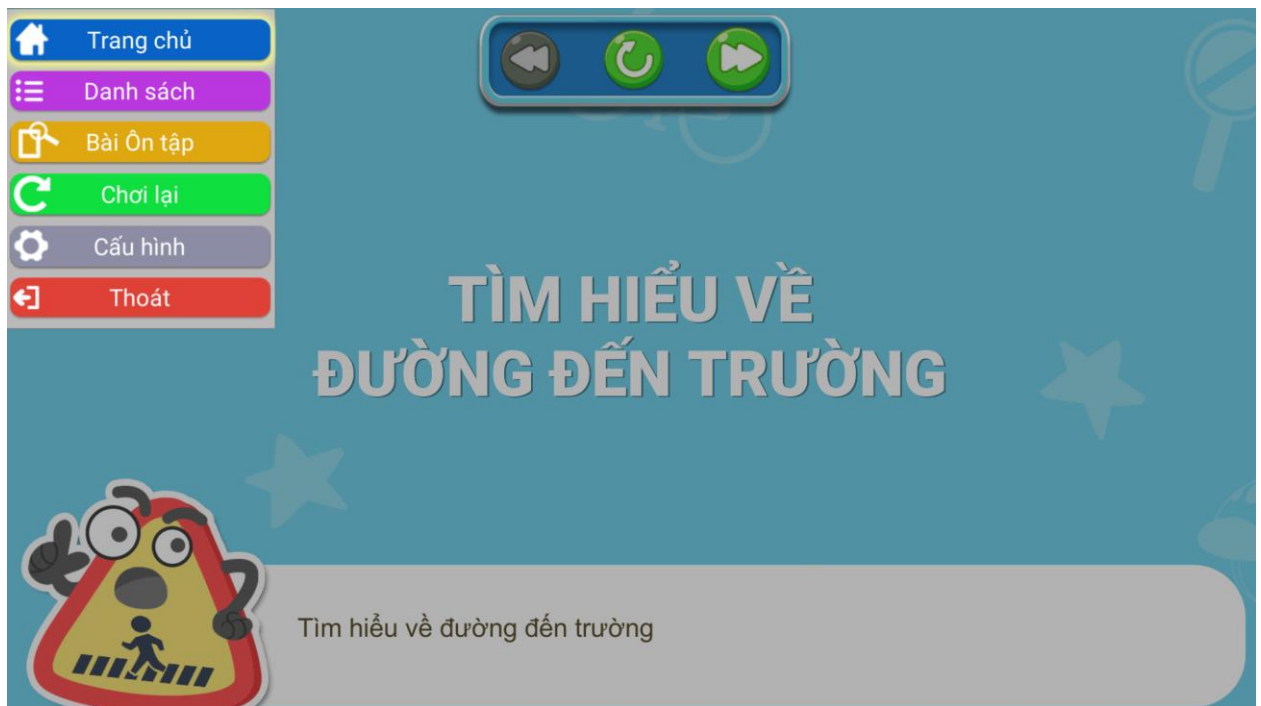 Trang chủ
Danh sách
Bài Ôn tập
Chơi lại
Cấu hình
Thoát
TÌM HIỂU VỀ
ĐƯỜNG ĐẾN TRƯỜNG
Tìm hiểu về đường đến trường